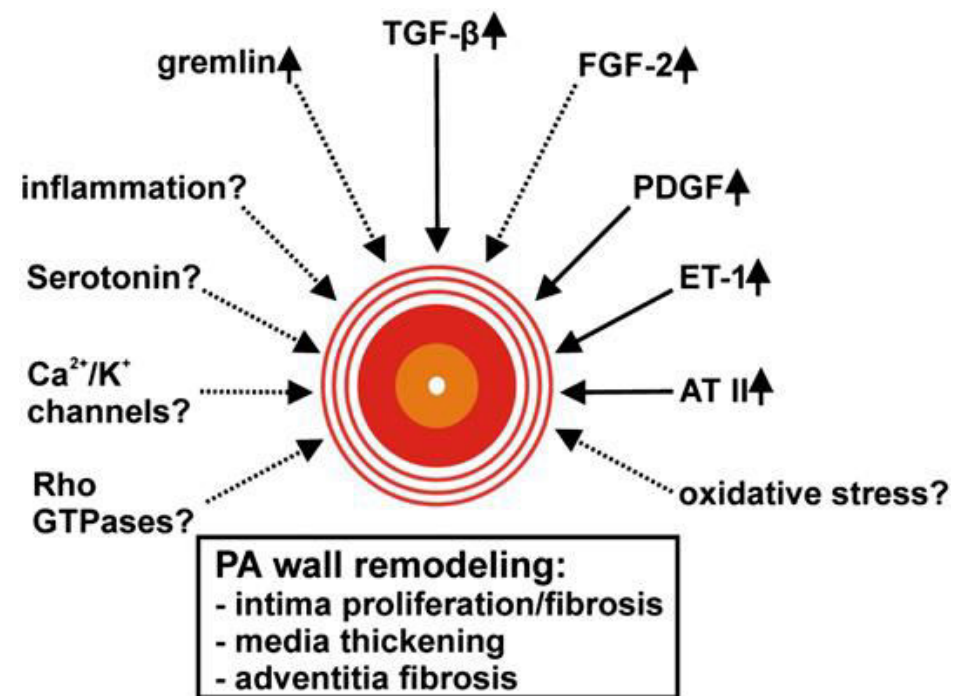 TGF-β
gremlin
FGF-2
inflammation?
PDGF
Serotonin?
ET-1
Ca²⁺/K⁺
channels?
AT II
Rho
GTPases?
oxidative stress?
PA wall remodeling:
- intima proliferation/fibrosis
- media thickening
- adventitia fibrosis